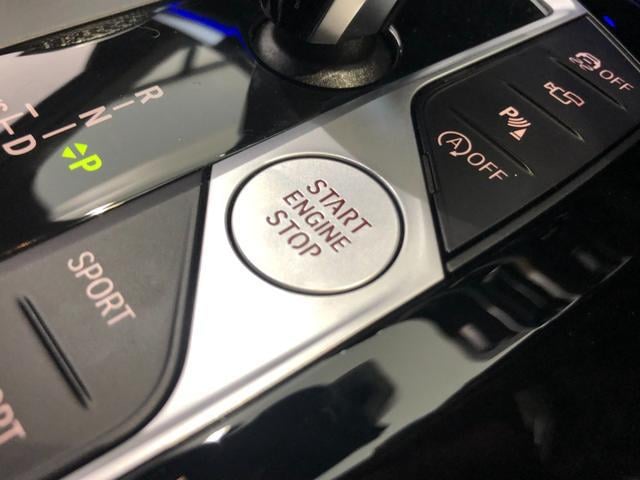 R
N
D
P
START
ENGINE
STOP
SPORT
OFF
P
A OFF